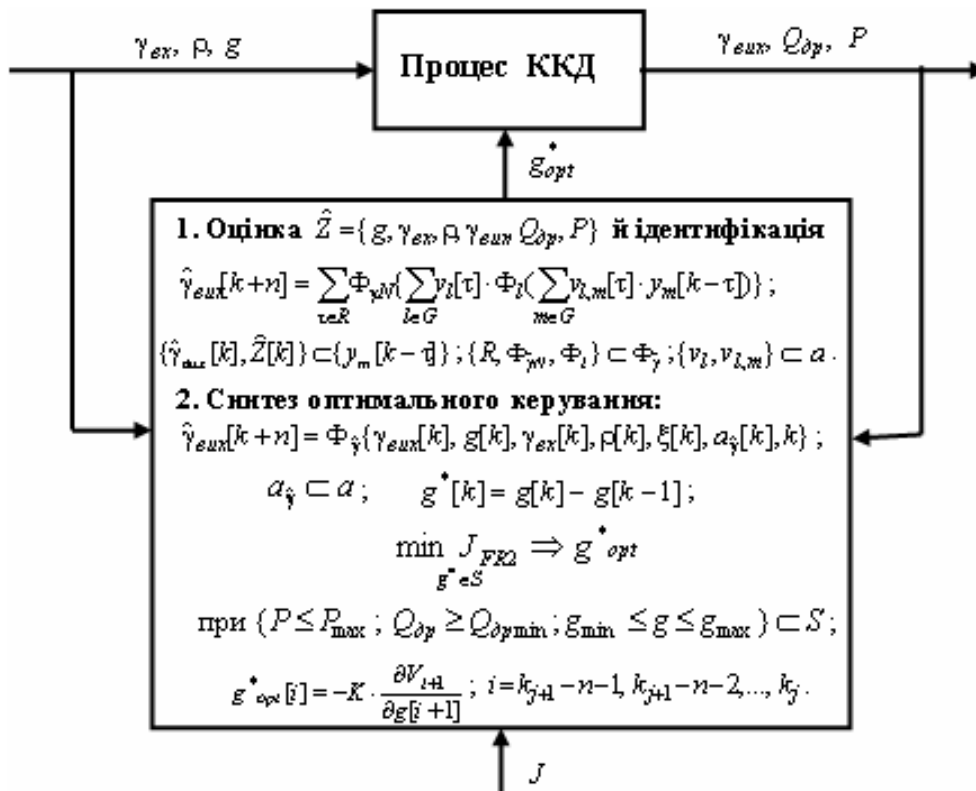 γвх, ρ, g
Процес ККД
γвих, Qдр, P
g*opt
1. Оцінка Ẑ = {g, γвх, ρ, γвих, Qдр, P} й ідентифікація
γ̂вих[k+n] = ∑τ∈R Φγ̂N{∑l∈G vl[τ] · Φl(∑m∈G vl,m[τ] · ym[k−τ])} ;
{γ̂вих[k], Ẑ[k]} ⊂ {ym[k−τ]} ; {R, Φγ̂N, Φl} ⊂ Φγ̂ ; {vl, vl,m} ⊂ a .
2. Синтез оптимального керування:
γ̂вих[k+n] = Φγ̂{γвих[k], g[k], γвх[k], ρ[k], ξ[k], aγ̂[k], k} ;
aγ̂ ⊂ a ; g*[k] = g[k] − g[k−1] ;
min g*∈S JFR2 ⇒ g*opt
при {P ≤ Pmax ; Qдр ≥ Qдрmin ; gmin ≤ g ≤ gmax} ⊂ S ;
g*opt[i] = −K · ∂Vi+1 / ∂g[i+1] ; i = kj+1 − n − 1, kj+1 − n − 2, ..., kj .
J